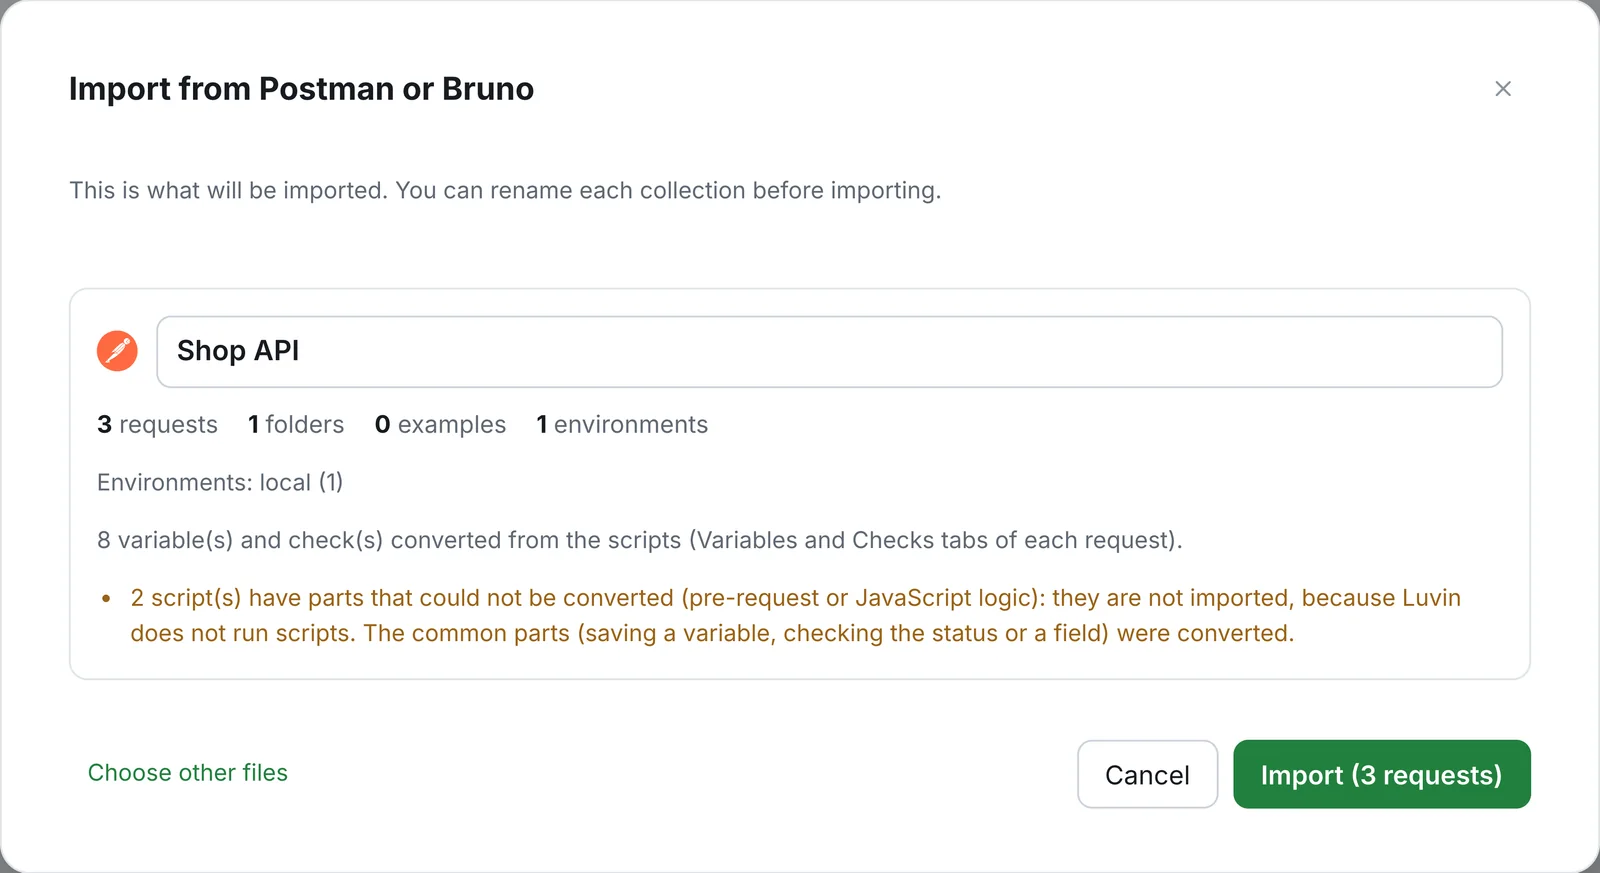 Import from Postman or Bruno
This is what will be imported. You can rename each collection before importing.
Shop API
3 requests 1 folders 0 examples 1 environments
Environments: local (1)
8 variable(s) and check(s) converted from the scripts (Variables and Checks tabs of each request).
• 2 script(s) have parts that could not be converted (pre-request or JavaScript logic): they are not imported, because Luvin
does not run scripts. The common parts (saving a variable, checking the status or a field) were converted.
Choose other files
Cancel
Import (3 requests)